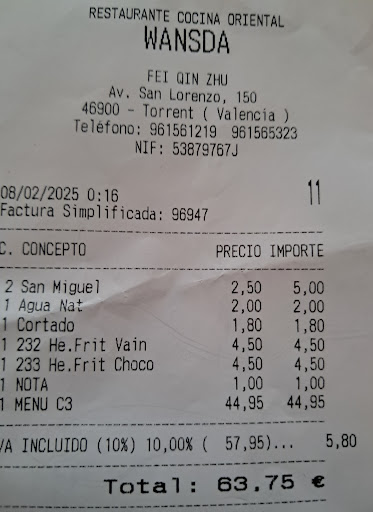 RESTAURANTE COCINA ORIENTAL
WANSDA
FEI QIN ZHU
Av. San Lorenzo, 150
46900 - Torrent ( Valencia )
Teléfono: 961561219 961565323
NIF: 53879767J
08/02/2025 0:16 11
Factura Simplificada: 96947
C. CONCEPTO PRECIO IMPORTE
2 San Miguel 2,50 5,00
1 Agua Nat 2,00 2,00
1 Cortado 1,80 1,80
1 232 He.Frit Vain 4,50 4,50
1 233 He.Frit Choco 4,50 4,50
1 NOTA 1,00 1,00
1 MENU C3 44,95 44,95
VA INCLUIDO (10%) 10,00% ( 57,95)... 5,80
Total: 63,75 €